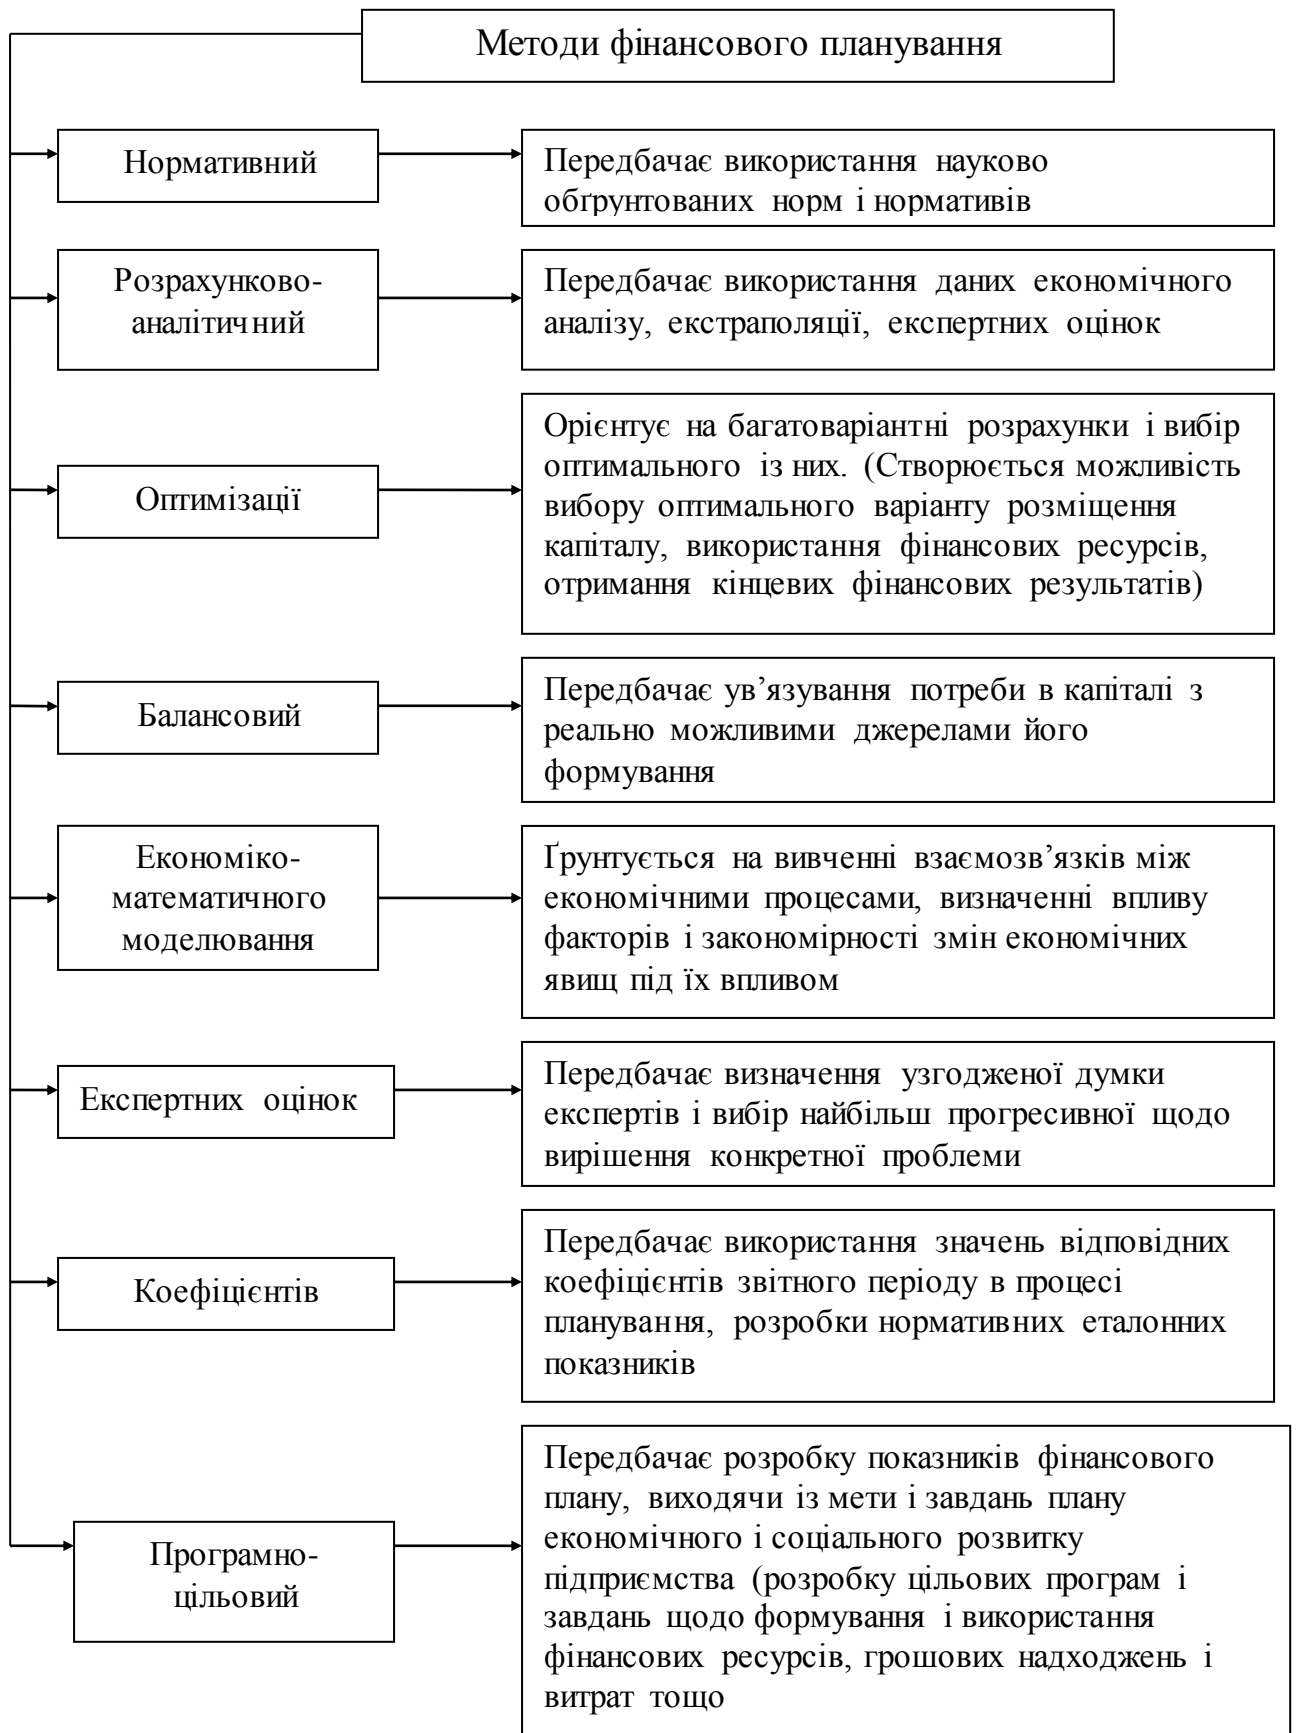 Методи фінансового планування
Нормативний
Передбачає використання науково
обґрунтованих норм і нормативів
Розрахунково-
аналітичний
Передбачає використання даних економічного
аналізу, екстраполяції, експертних оцінок
Оптимізації
Орієнтує на багатоваріантні розрахунки і вибір
оптимального із них. (Створюється можливість
вибору оптимального варіанту розміщення
капіталу, використання фінансових ресурсів,
отримання кінцевих фінансових результатів)
Балансовий
Передбачає ув’язування потреби в капіталі з
реально можливими джерелами його
формування
Економіко-
математичного
моделювання
Ґрунтується на вивченні взаємозв’язків між
економічними процесами, визначенні впливу
факторів і закономірності змін економічних
явищ під їх впливом
Експертних оцінок
Передбачає визначення узгодженої думки
експертів і вибір найбільш прогресивної щодо
вирішення конкретної проблеми
Коефіцієнтів
Передбачає використання значень відповідних
коефіцієнтів звітного періоду в процесі
планування, розробки нормативних еталонних
показників
Програмно-
цільовий
Передбачає розробку показників фінансового
плану, виходячи із мети і завдань плану
економічного і соціального розвитку
підприємства (розробку цільових програм і
завдань щодо формування і використання
фінансових ресурсів, грошових надходжень і
витрат тощо